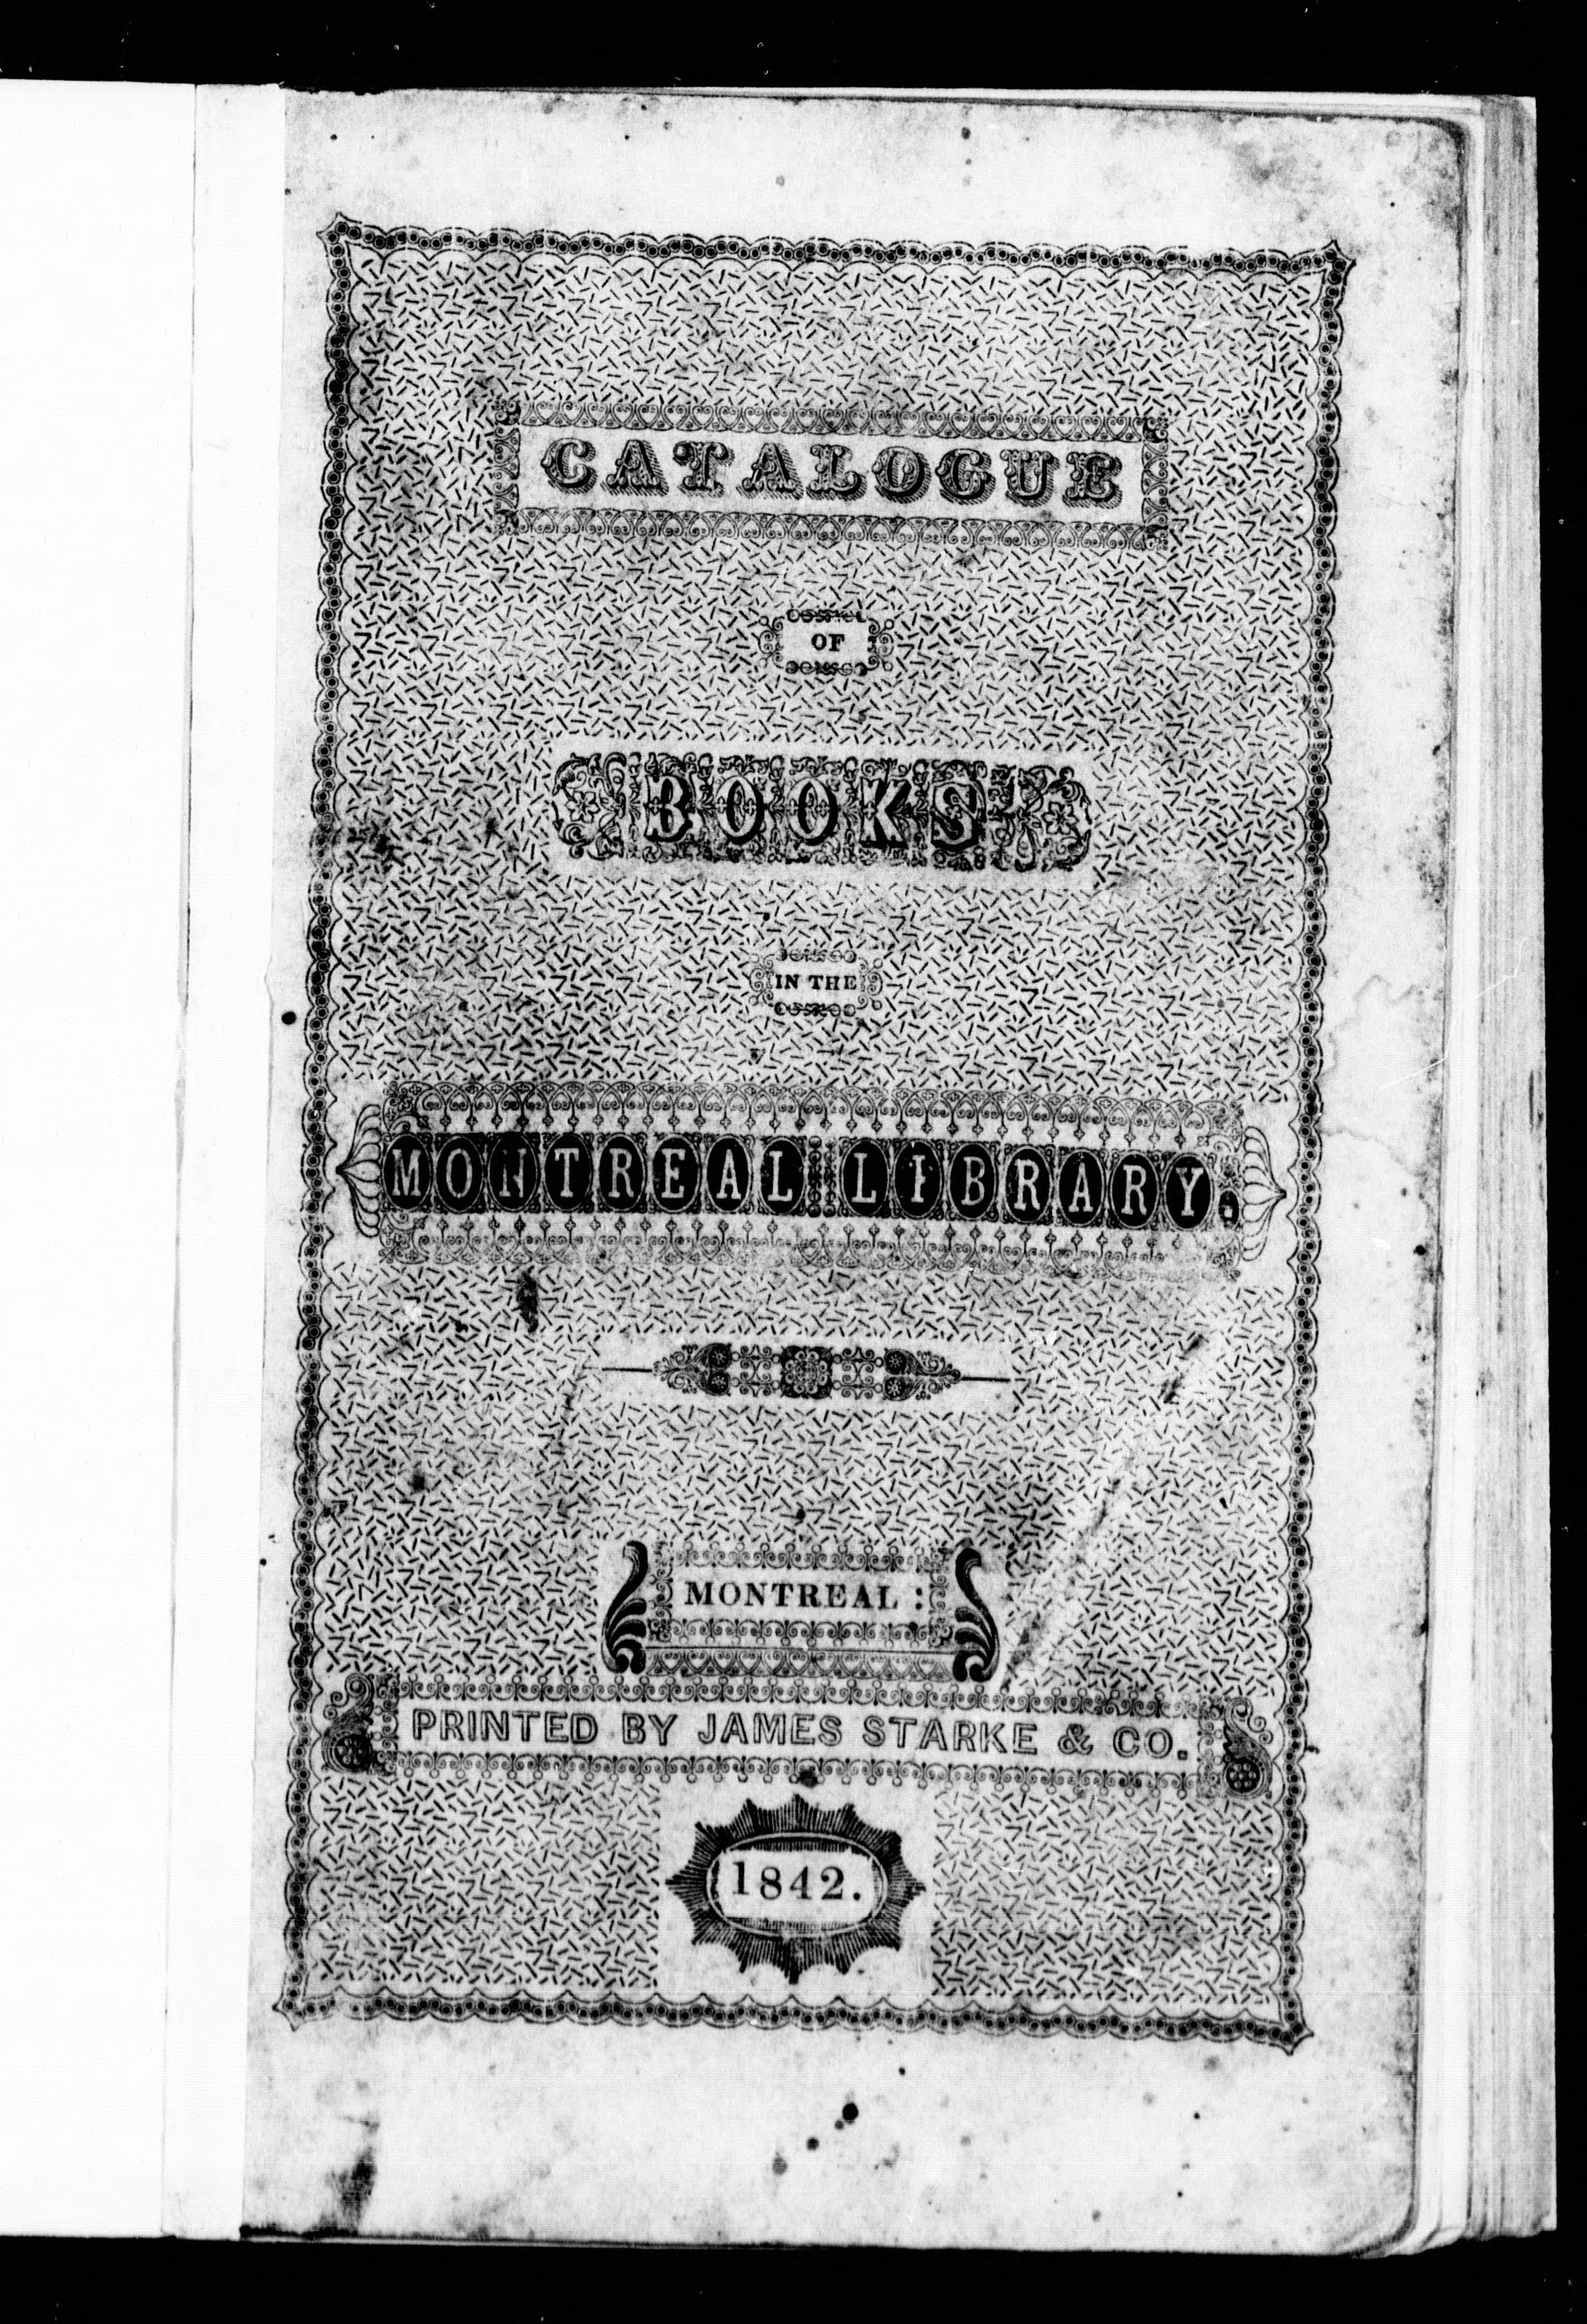 CATALOGUE
OF
BOOKS
IN THE
MONTREAL LIBRARY.
MONTREAL :
PRINTED BY JAMES STARKE & CO.
1842.